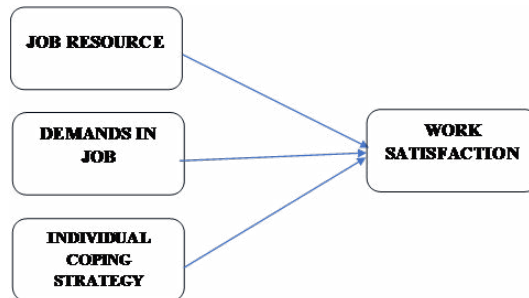 JOB RESOURCE
DEMANDS IN
JOB
INDIVIDUAL
COPING
STRATEGY
WORK
SATISFACTION